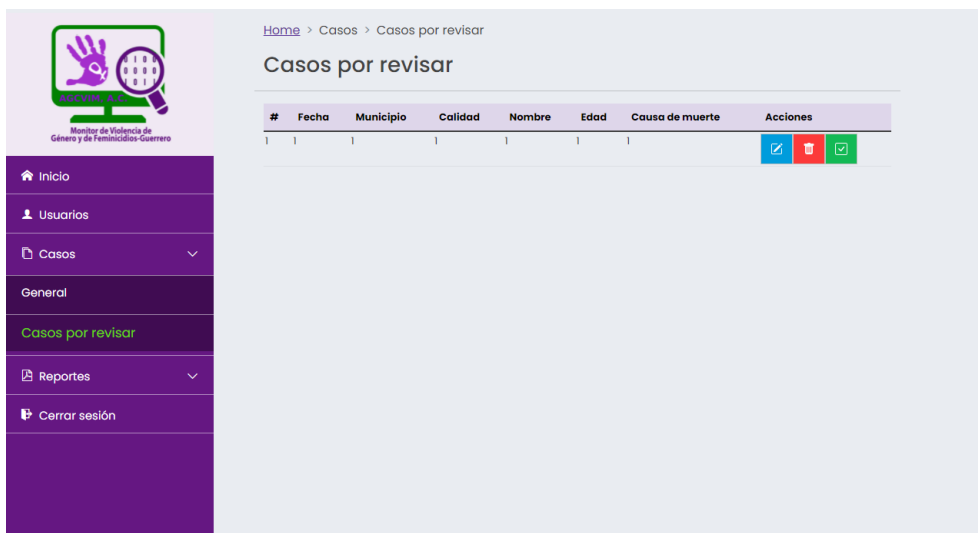 Monitor de Violencia de
Género y de Feminicidios-Guerrero
Inicio
Usuarios
Casos
General
Casos por revisar
Reportes
Cerrar sesión
Home > Casos > Casos por revisar
Casos por revisar
# Fecha Municipio Calidad Nombre Edad Causa de muerte Acciones
1 1 1 1 1 1 1